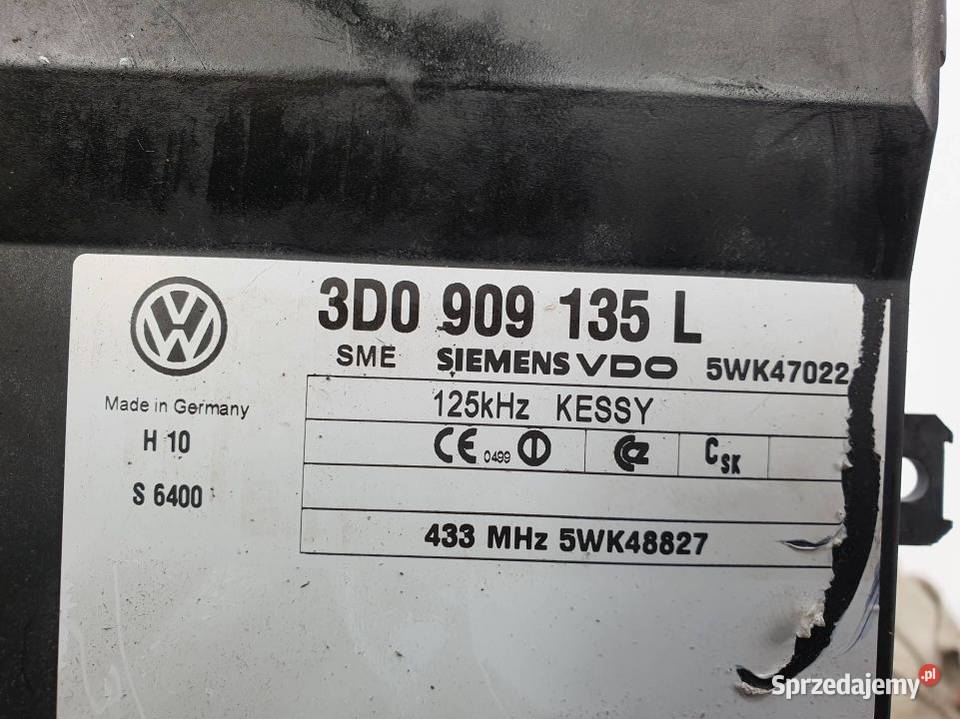 3D0 909 135 L
SME SIEMENS VDO 5WK47022
Made in Germany
125kHz KESSY
H 10
CE 0499 CSK
S 6400
433 MHz 5WK48827
Sprzedajemy.pl